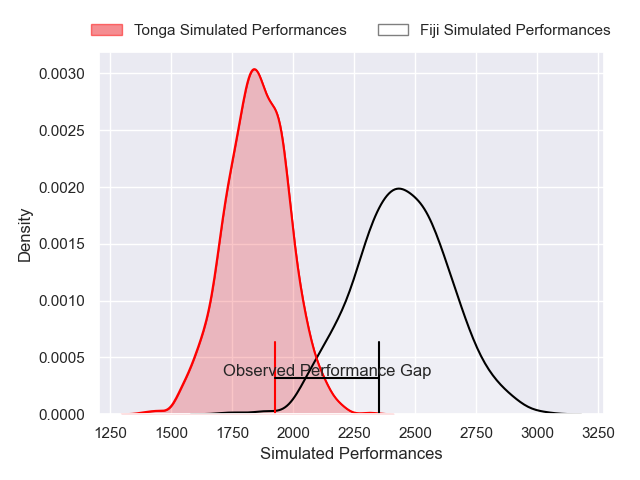 Tonga Simulated Performances Fiji Simulated Performances
0.0030
0.0025
0.0020
0.0015
0.0010
0.0005
0.0000
Density
Observed Performance Gap
1250 1500 1750 2000 2250 2500 2750 3000 3250
Simulated Performances